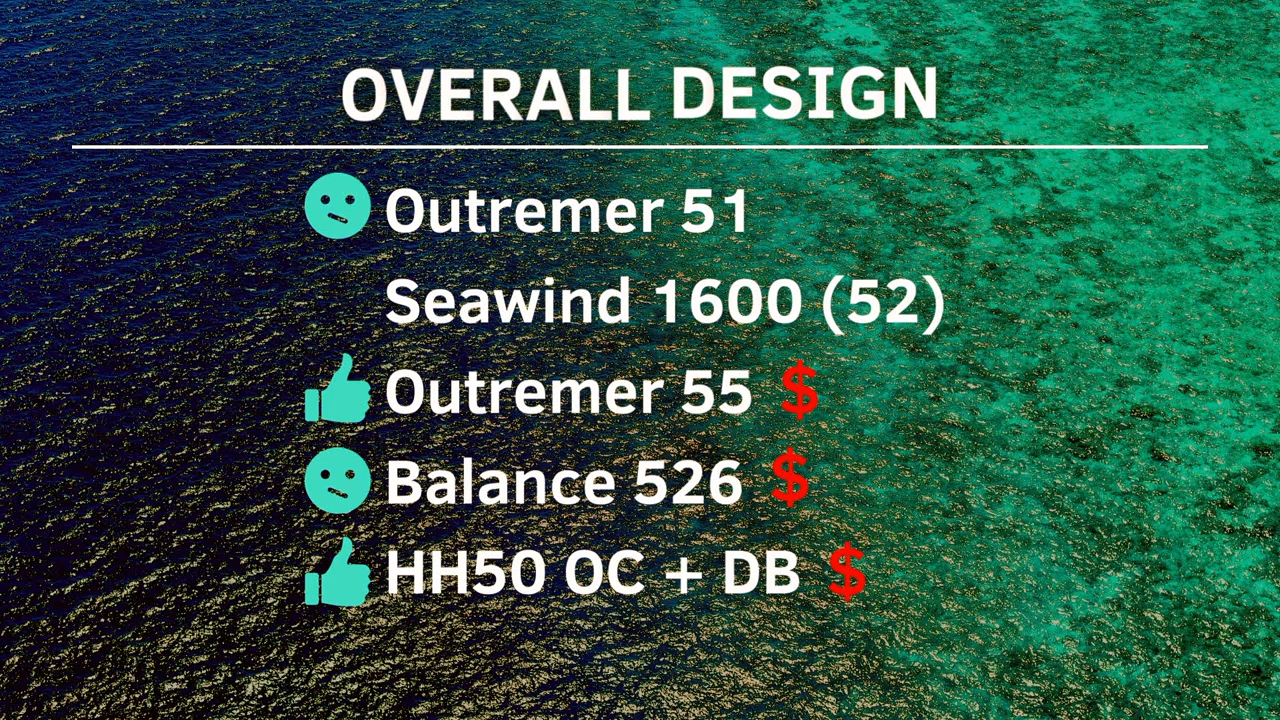 OVERALL DESIGN
Outremer 51
Seawind 1600 (52)
Outremer 55 $
Balance 526 $
HH50 OC + DB $